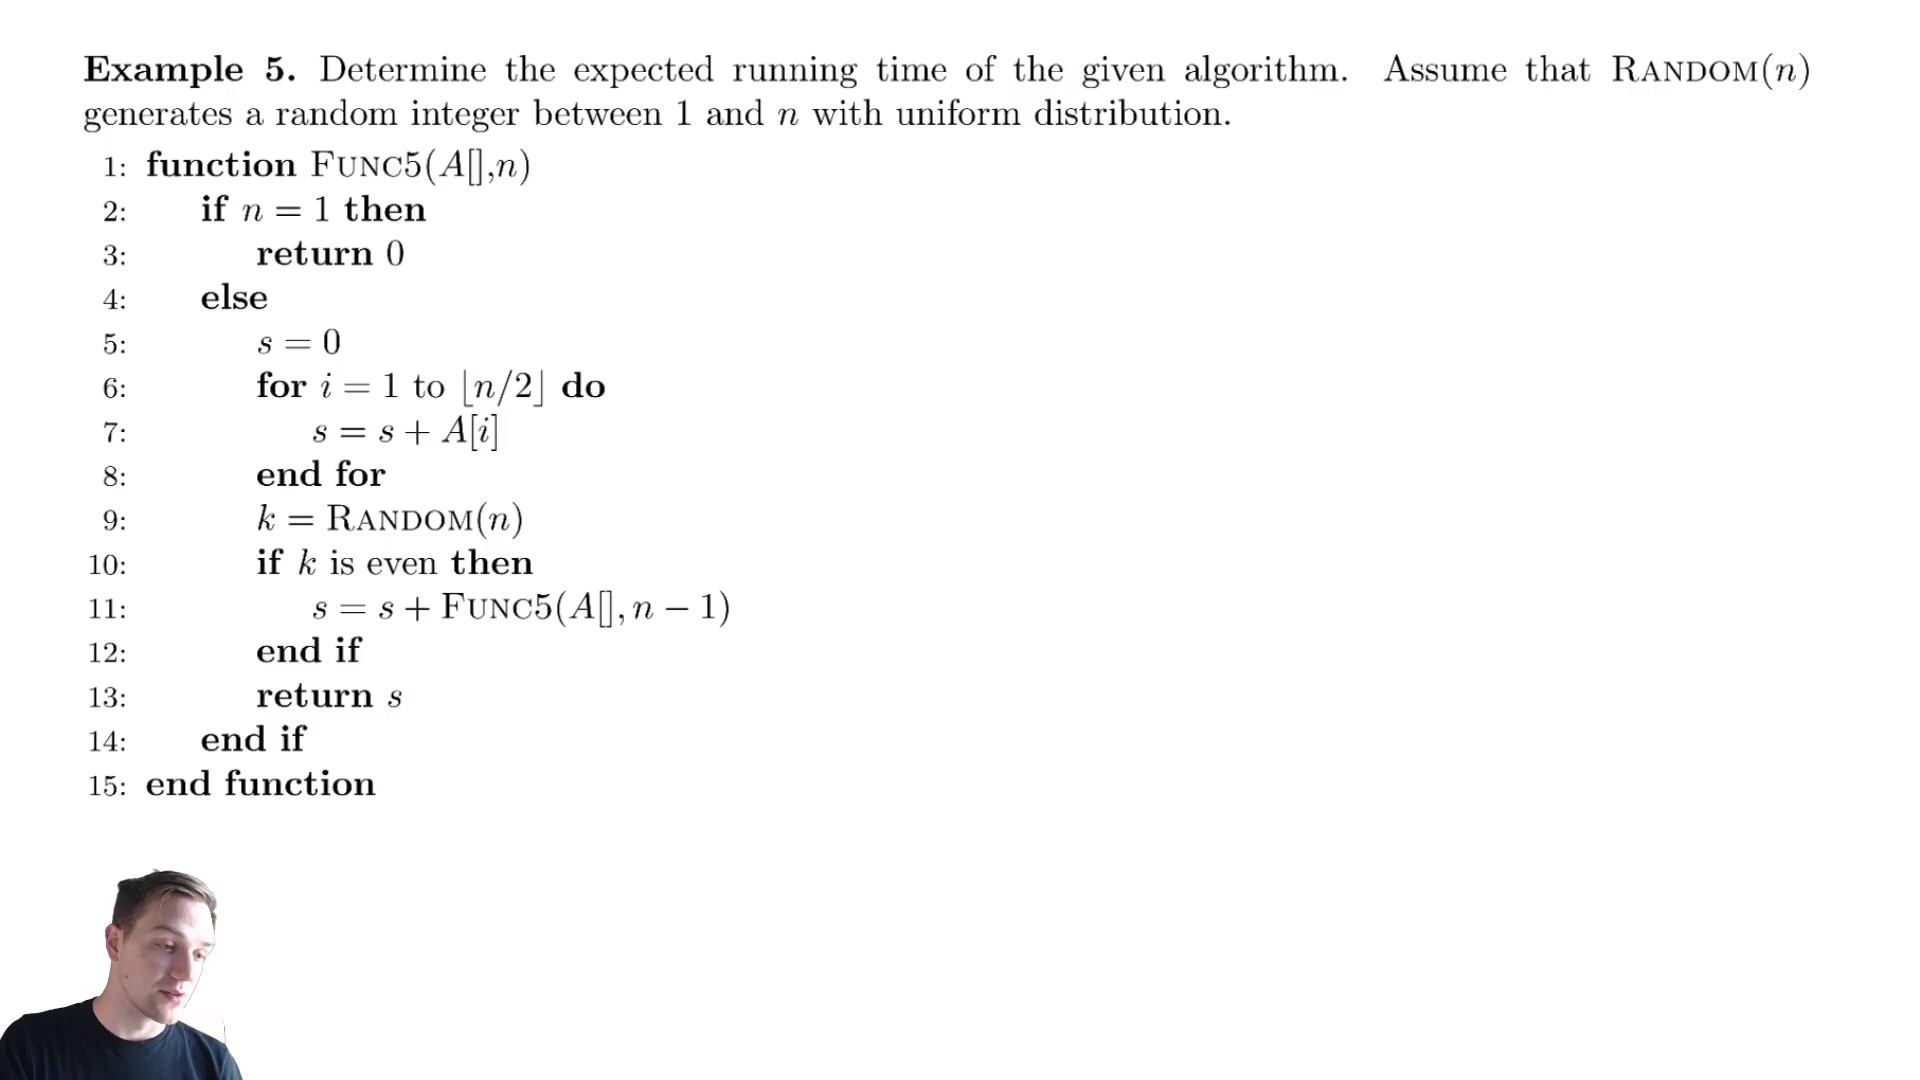 Example 5. Determine the expected running time of the given algorithm. Assume that RANDOM(n)
generates a random integer between 1 and n with uniform distribution.
1: function FUNC5(A[],n)
2: if n = 1 then
3: return 0
4: else
5: s = 0
6: for i = 1 to ⌊n/2⌋ do
7: s = s + A[i]
8: end for
9: k = RANDOM(n)
10: if k is even then
11: s = s + FUNC5(A[], n − 1)
12: end if
13: return s
14: end if
15: end function